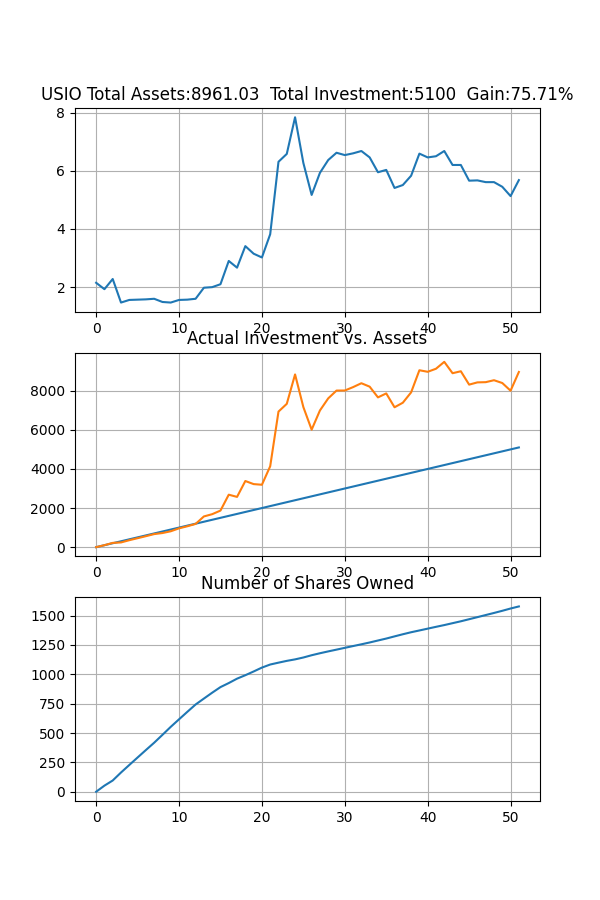 USIO Total Assets:8961.03  Total Investment:5100  Gain:75.71%
8
6
4
2
0 10 20 30 40 50
Actual Investment vs. Assets
8000
6000
4000
2000
0
0 10 20 30 40 50
Number of Shares Owned
1500
1250
1000
750
500
250
0
0 10 20 30 40 50